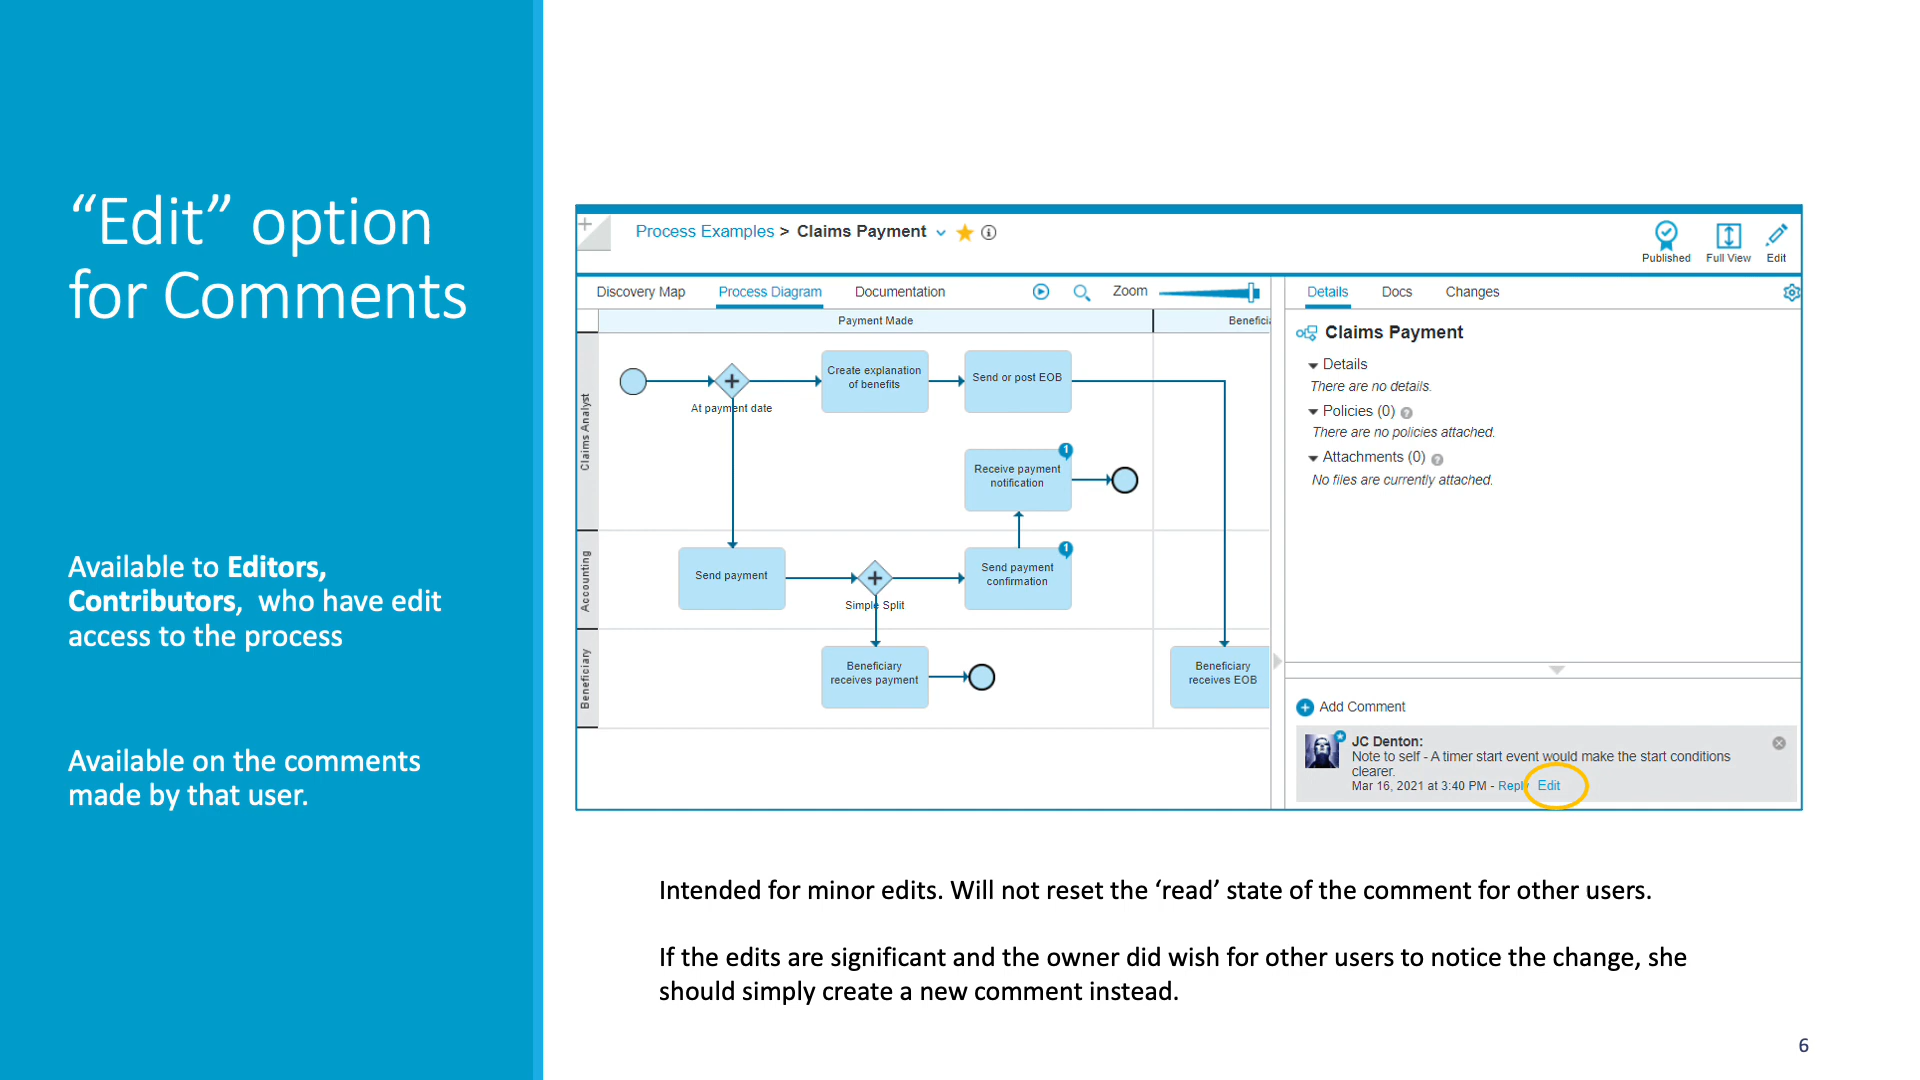 “Edit” option
for Comments
Available to Editors,
Contributors,  who have edit
access to the process
Available on the comments
made by that user.
Process Examples > Claims Payment
Published
Full View
Edit
Discovery Map
Process Diagram
Documentation
Zoom
Payment Made
Benefici
Claims Analyst
At payment date
Create explanation
of benefits
Send or post EOB
1
Receive payment
notification
Accounting
Send payment
Simple Split
1
Send payment
confirmation
Beneficiary
Beneficiary
receives payment
Beneficiary
receives EOB
Details
Docs
Changes
Claims Payment
Details
There are no details.
Policies (0)
There are no policies attached.
Attachments (0)
No files are currently attached.
Add Comment
JC Denton:
Note to self - A timer start event would make the start conditions
clearer.
Mar 16, 2021 at 3:40 PM - Reply Edit
Intended for minor edits. Will not reset the ‘read’ state of the comment for other users.
If the edits are significant and the owner did wish for other users to notice the change, she
should simply create a new comment instead.
6